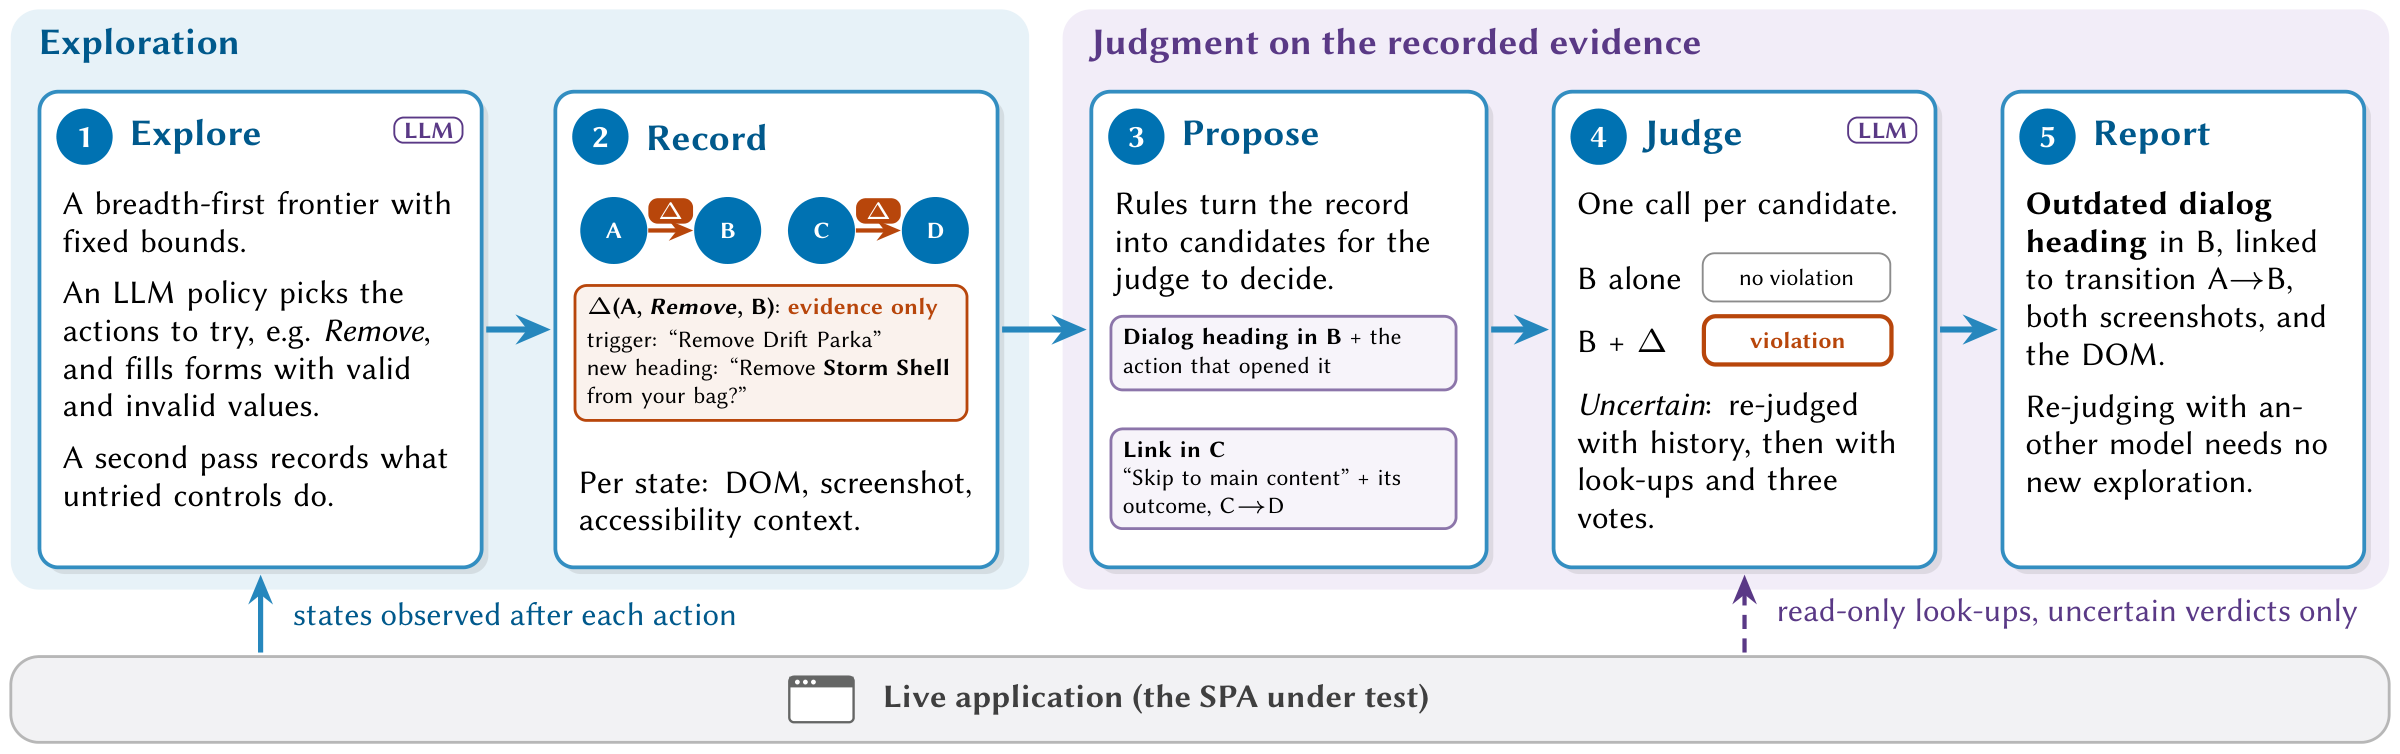 Exploration
1 Explore LLM
A breadth-first frontier with
fixed bounds.
An LLM policy picks the
actions to try, e.g. Remove,
and fills forms with valid
and invalid values.
A second pass records what
untried controls do.
2 Record
A Δ B C Δ D
Δ(A, Remove, B): evidence only
trigger: “Remove Drift Parka”
new heading: “Remove Storm Shell
from your bag?”
Per state: DOM, screenshot,
accessibility context.
Judgment on the recorded evidence
3 Propose
Rules turn the record
into candidates for the
judge to decide.
Dialog heading in B + the
action that opened it
Link in C
“Skip to main content” + its
outcome, C→D
4 Judge LLM
One call per candidate.
B alone no violation
B + Δ violation
Uncertain: re-judged
with history, then with
look-ups and three
votes.
5 Report
Outdated dialog
heading in B, linked
to transition A→B,
both screenshots, and
the DOM.
Re-judging with an-
other model needs no
new exploration.
states observed after each action
read-only look-ups, uncertain verdicts only
Live application (the SPA under test)